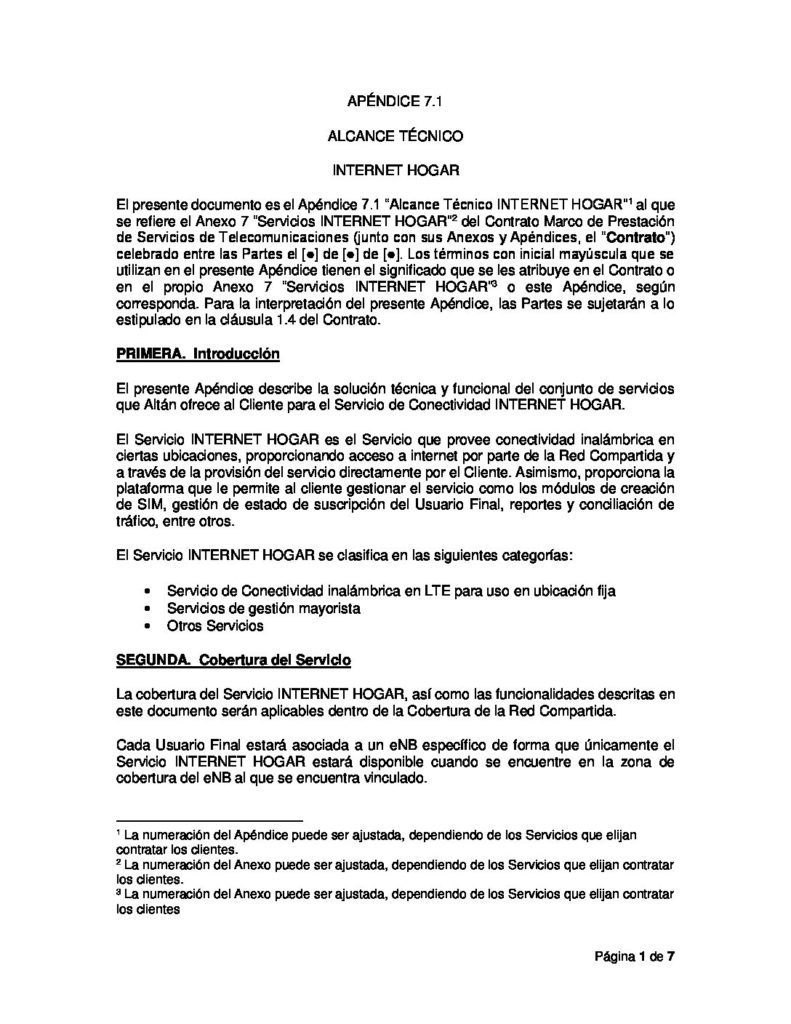 APÉNDICE 7.1
ALCANCE TÉCNICO
INTERNET HOGAR
El presente documento es el Apéndice 7.1 "Alcance Técnico INTERNET HOGAR"¹ al que
se refiere el Anexo 7 "Servicios INTERNET HOGAR"² del Contrato Marco de Prestación
de Servicios de Telecomunicaciones (junto con sus Anexos y Apéndices, el "Contrato")
celebrado entre las Partes el [●] de [●] de [●]. Los términos con inicial mayúscula que se
utilizan en el presente Apéndice tienen el significado que se les atribuye en el Contrato o
en el propio Anexo 7 "Servicios INTERNET HOGAR"³ o este Apéndice, según
corresponda. Para la interpretación del presente Apéndice, las Partes se sujetarán a lo
estipulado en la cláusula 1.4 del Contrato.
PRIMERA. Introducción
El presente Apéndice describe la solución técnica y funcional del conjunto de servicios
que Altán ofrece al Cliente para el Servicio de Conectividad INTERNET HOGAR.
El Servicio INTERNET HOGAR es el Servicio que provee conectividad inalámbrica en
ciertas ubicaciones, proporcionando acceso a internet por parte de la Red Compartida y
a través de la provisión del servicio directamente por el Cliente. Asimismo, proporciona la
plataforma que le permite al cliente gestionar el servicio como los módulos de creación
de SIM, gestión de estado de suscripción del Usuario Final, reportes y conciliación de
tráfico, entre otros.
El Servicio INTERNET HOGAR se clasifica en las siguientes categorías:
• Servicio de Conectividad inalámbrica en LTE para uso en ubicación fija
• Servicios de gestión mayorista
• Otros Servicios
SEGUNDA. Cobertura del Servicio
La cobertura del Servicio INTERNET HOGAR, así como las funcionalidades descritas en
este documento serán aplicables dentro de la Cobertura de la Red Compartida.
Cada Usuario Final estará asociada a un eNB específico de forma que únicamente el
Servicio INTERNET HOGAR estará disponible cuando se encuentre en la zona de
cobertura del eNB al que se encuentra vinculado.
¹ La numeración del Apéndice puede ser ajustada, dependiendo de los Servicios que elijan
contratar los clientes.
² La numeración del Anexo puede ser ajustada, dependiendo de los Servicios que elijan contratar
los clientes.
³ La numeración del Anexo puede ser ajustada, dependiendo de los Servicios que elijan contratar
los clientes
Página 1 de 7